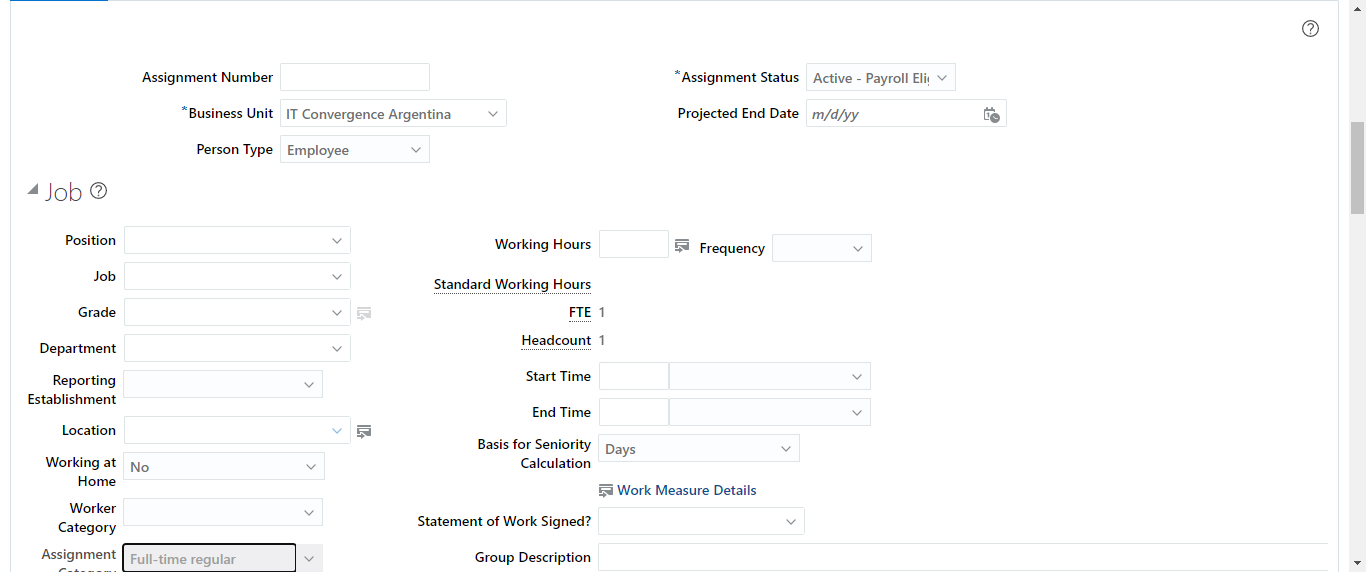 Assignment Number
*Assignment Status Active - Payroll Eli
*Business Unit IT Convergence Argentina
Projected End Date m/d/yy
Person Type Employee
Job
Position
Working Hours Frequency
Job
Standard Working Hours
Grade
FTE 1
Department
Headcount 1
Reporting
Establishment
Start Time
End Time
Location
Basis for Seniority
Calculation Days
Working at
Home No
Work Measure Details
Worker
Category
Statement of Work Signed?
Assignment
Category Full-time regular
Group Description